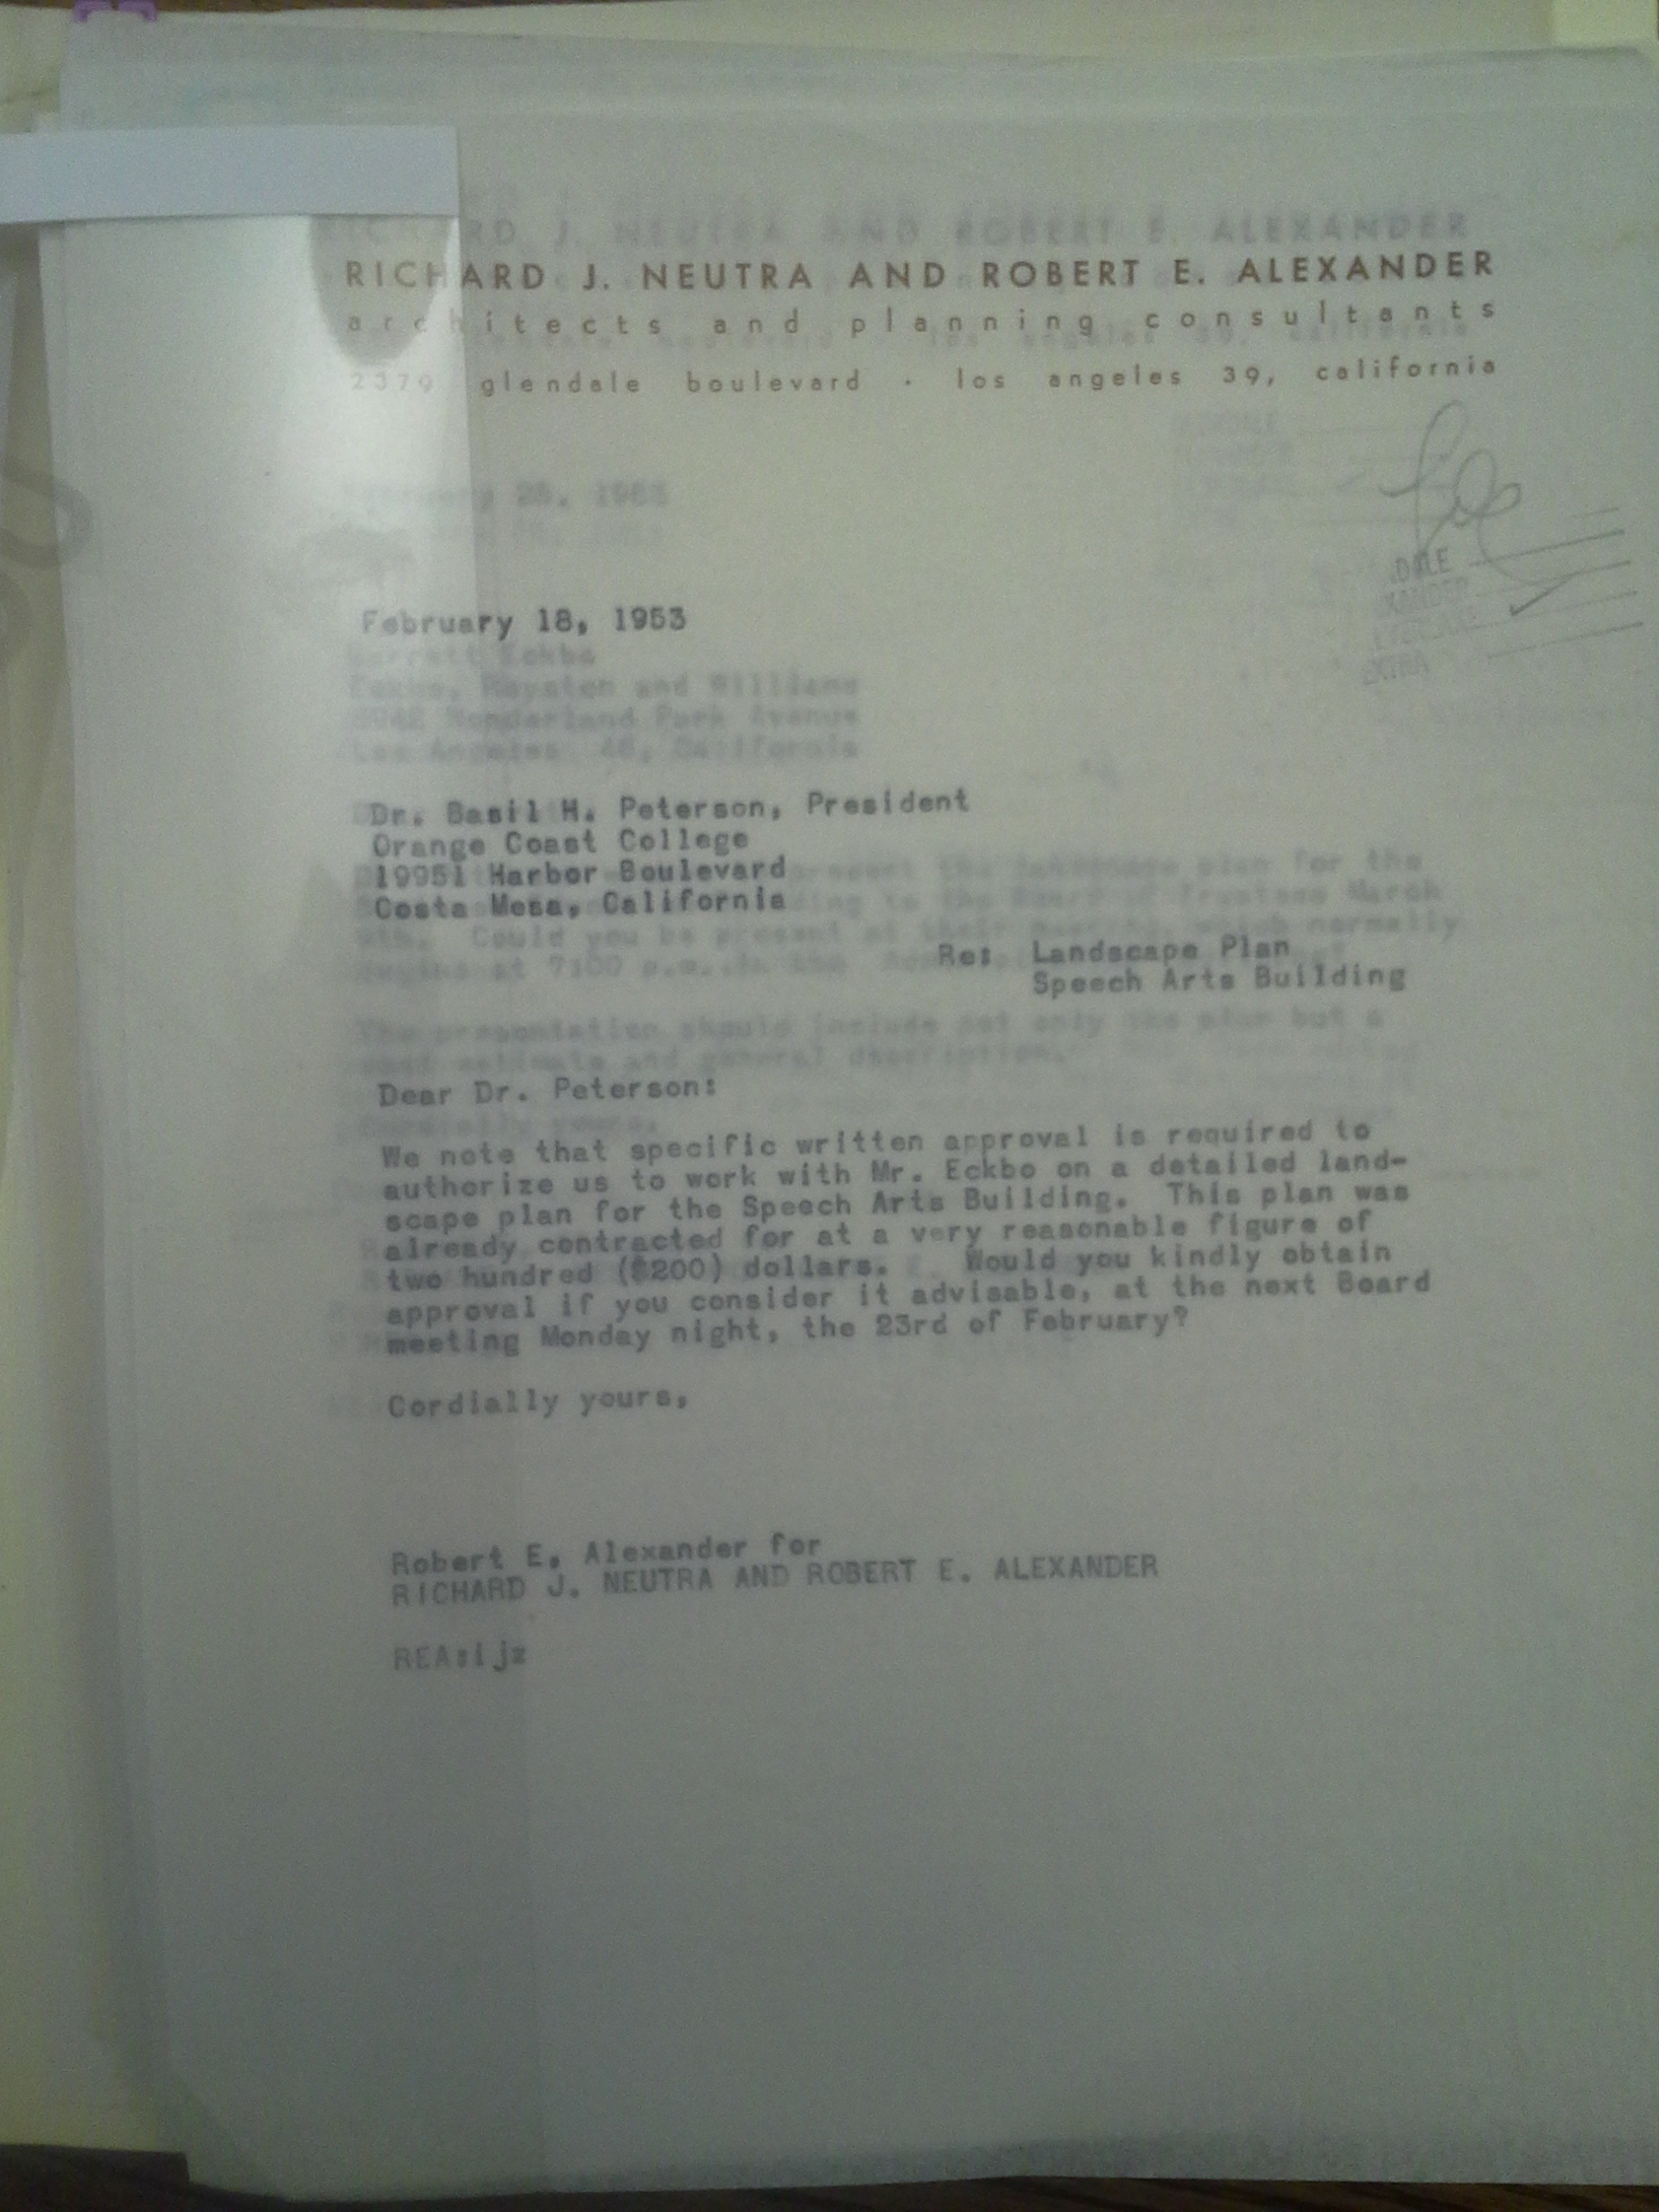 RICHARD J. NEUTRA AND ROBERT E. ALEXANDER
architects and planning consultants
2379 glendale boulevard · los angeles 39, california
February 18, 1953
Dr. Basil H. Peterson, President
Orange Coast College
19951 Harbor Boulevard
Costa Mesa, California
Re: Landscape Plan
Speech Arts Building
Dear Dr. Peterson:
We note that specific written approval is required to
authorize us to work with Mr. Eckbo on a detailed land-
scape plan for the Speech Arts Building. This plan was
already contracted for at a very reasonable figure of
two hundred ($200) dollars. Would you kindly obtain
approval if you consider it advisable, at the next Board
meeting Monday night, the 23rd of February?
Cordially yours,
Robert E. Alexander for
RICHARD J. NEUTRA AND ROBERT E. ALEXANDER
REA:ijz
DALE
XANDER
EXTRA